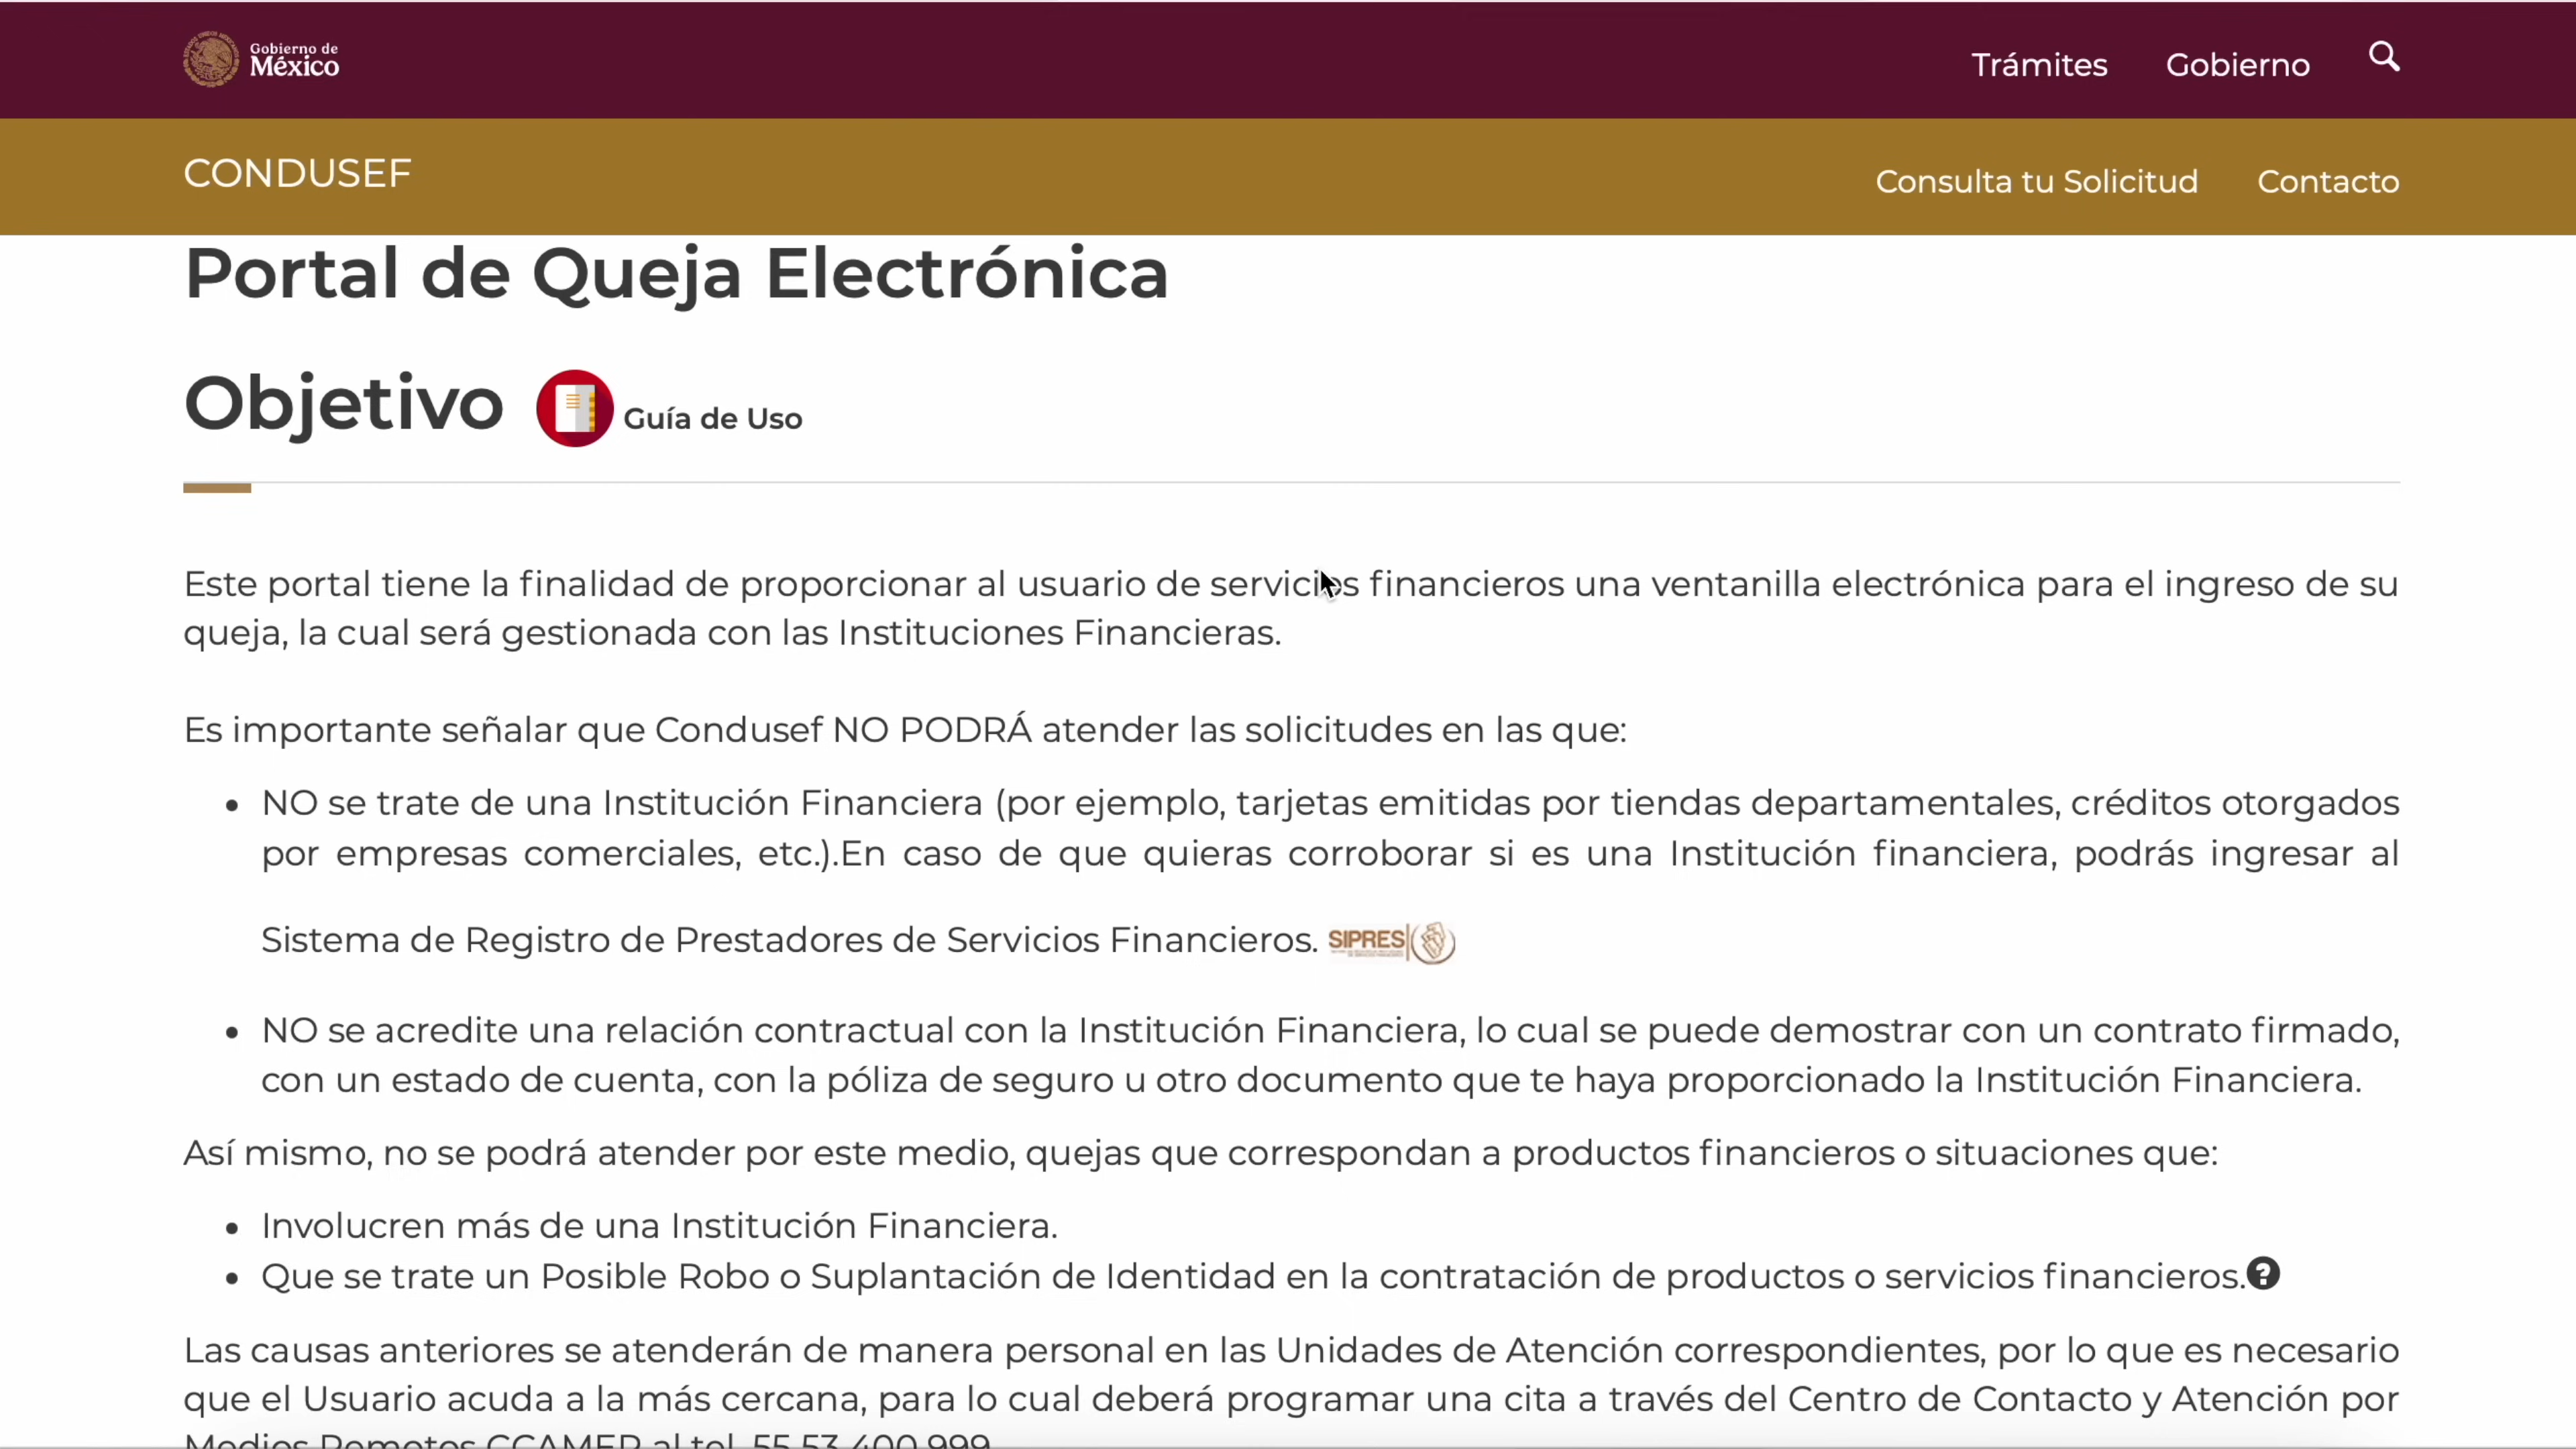 Gobierno de
México
Trámites
Gobierno
CONDUSEF
Consulta tu Solicitud
Contacto
Portal de Queja Electrónica
Objetivo
Guía de Uso
Este portal tiene la finalidad de proporcionar al usuario de servicios financieros una ventanilla electrónica para el ingreso de su
queja, la cual será gestionada con las Instituciones Financieras.
Es importante señalar que Condusef NO PODRÁ atender las solicitudes en las que:
• NO se trate de una Institución Financiera (por ejemplo, tarjetas emitidas por tiendas departamentales, créditos otorgados
por empresas comerciales, etc.).En caso de que quieras corroborar si es una Institución financiera, podrás ingresar al
Sistema de Registro de Prestadores de Servicios Financieros. SIPRES
• NO se acredite una relación contractual con la Institución Financiera, lo cual se puede demostrar con un contrato firmado,
con un estado de cuenta, con la póliza de seguro u otro documento que te haya proporcionado la Institución Financiera.
Así mismo, no se podrá atender por este medio, quejas que correspondan a productos financieros o situaciones que:
• Involucren más de una Institución Financiera.
• Que se trate un Posible Robo o Suplantación de Identidad en la contratación de productos o servicios financieros.?
Las causas anteriores se atenderán de manera personal en las Unidades de Atención correspondientes, por lo que es necesario
que el Usuario acuda a la más cercana, para lo cual deberá programar una cita a través del Centro de Contacto y Atención por
Medios Remotos CCAMER al tel. 55 53 400 999